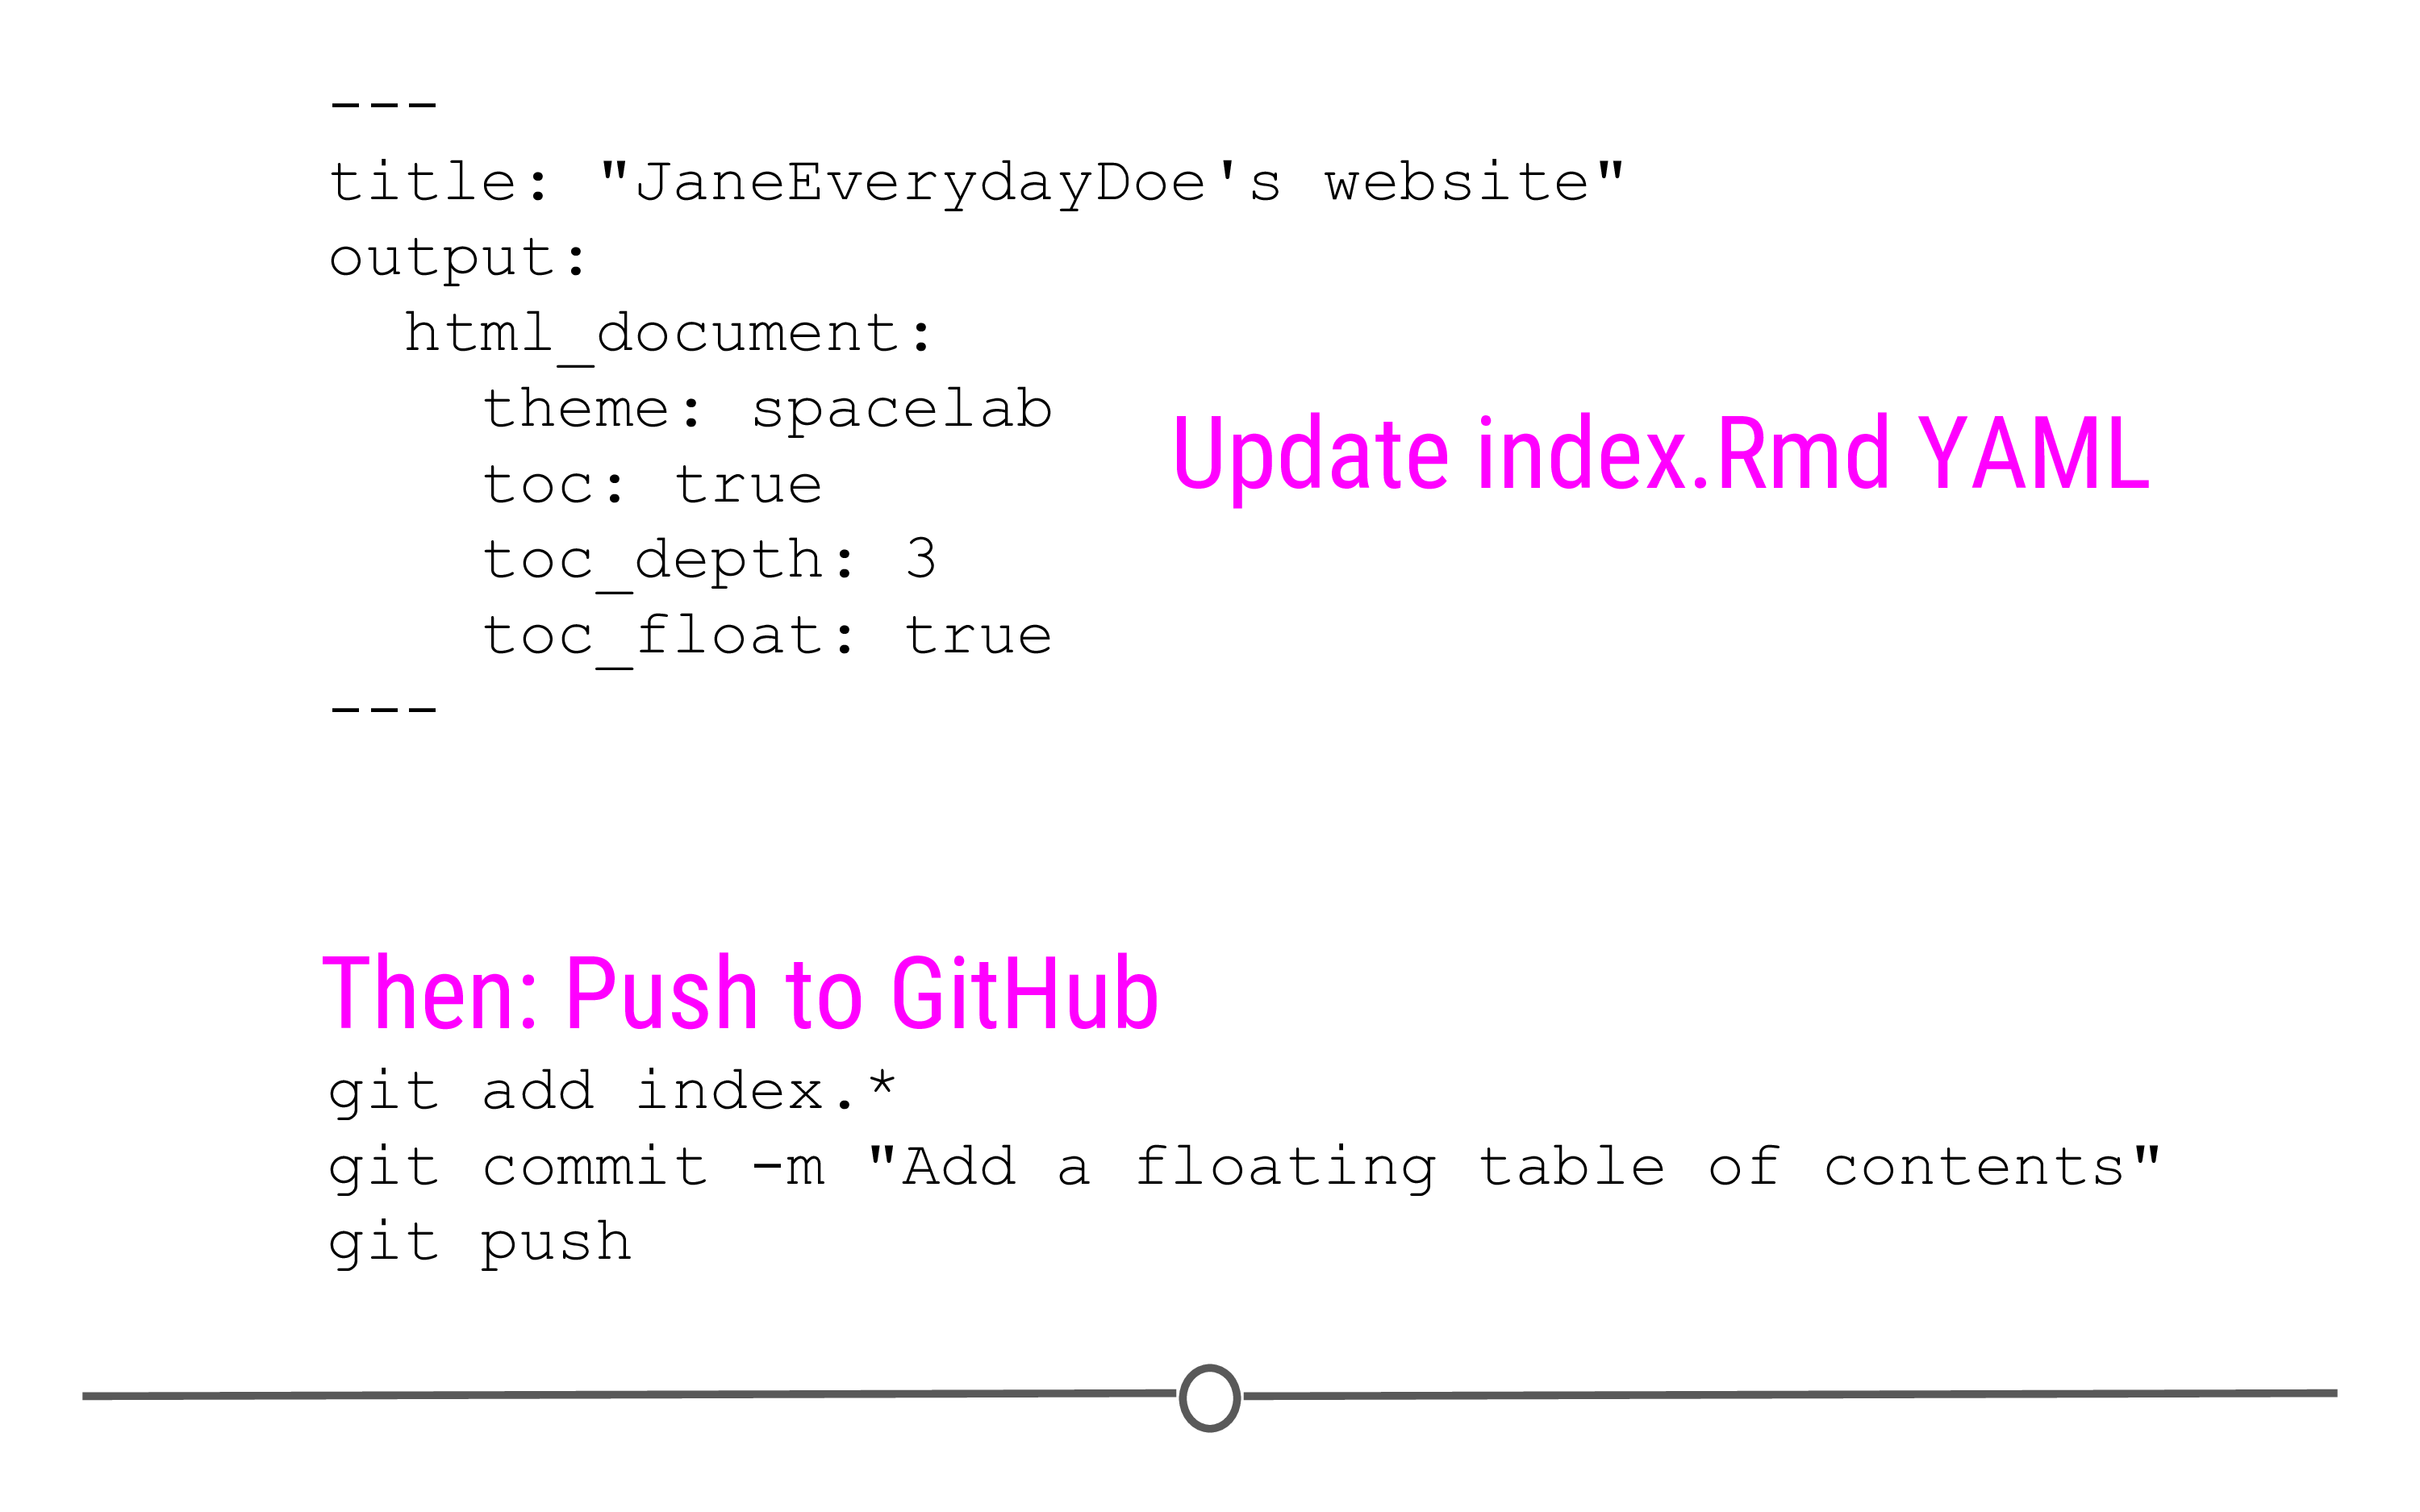 ---
title: "JaneEverydayDoe's website"
output:
  html_document:
    theme: spacelab
Update index.Rmd YAML
    toc: true
    toc_depth: 3
    toc_float: true
---
Then: Push to GitHub
git add index.*
git commit -m "Add a floating table of contents"
git push